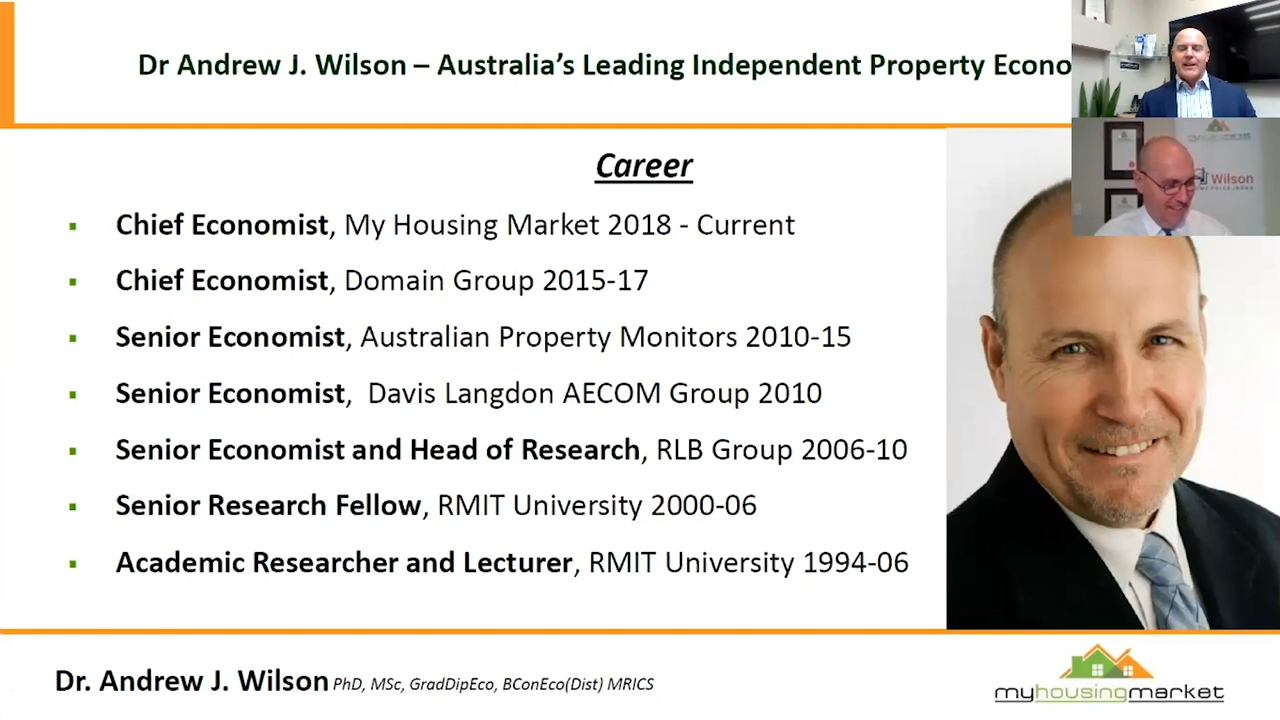 Dr Andrew J. Wilson – Australia's Leading Independent Property Econo
Career
▪ Chief Economist, My Housing Market 2018 - Current
▪ Chief Economist, Domain Group 2015-17
▪ Senior Economist, Australian Property Monitors 2010-15
▪ Senior Economist, Davis Langdon AECOM Group 2010
▪ Senior Economist and Head of Research, RLB Group 2006-10
▪ Senior Research Fellow, RMIT University 2000-06
▪ Academic Researcher and Lecturer, RMIT University 1994-06
Wilson
Dr. Andrew J. Wilson PhD, MSc, GradDipEco, BConEco(Dist) MRICS
myhousingmarket